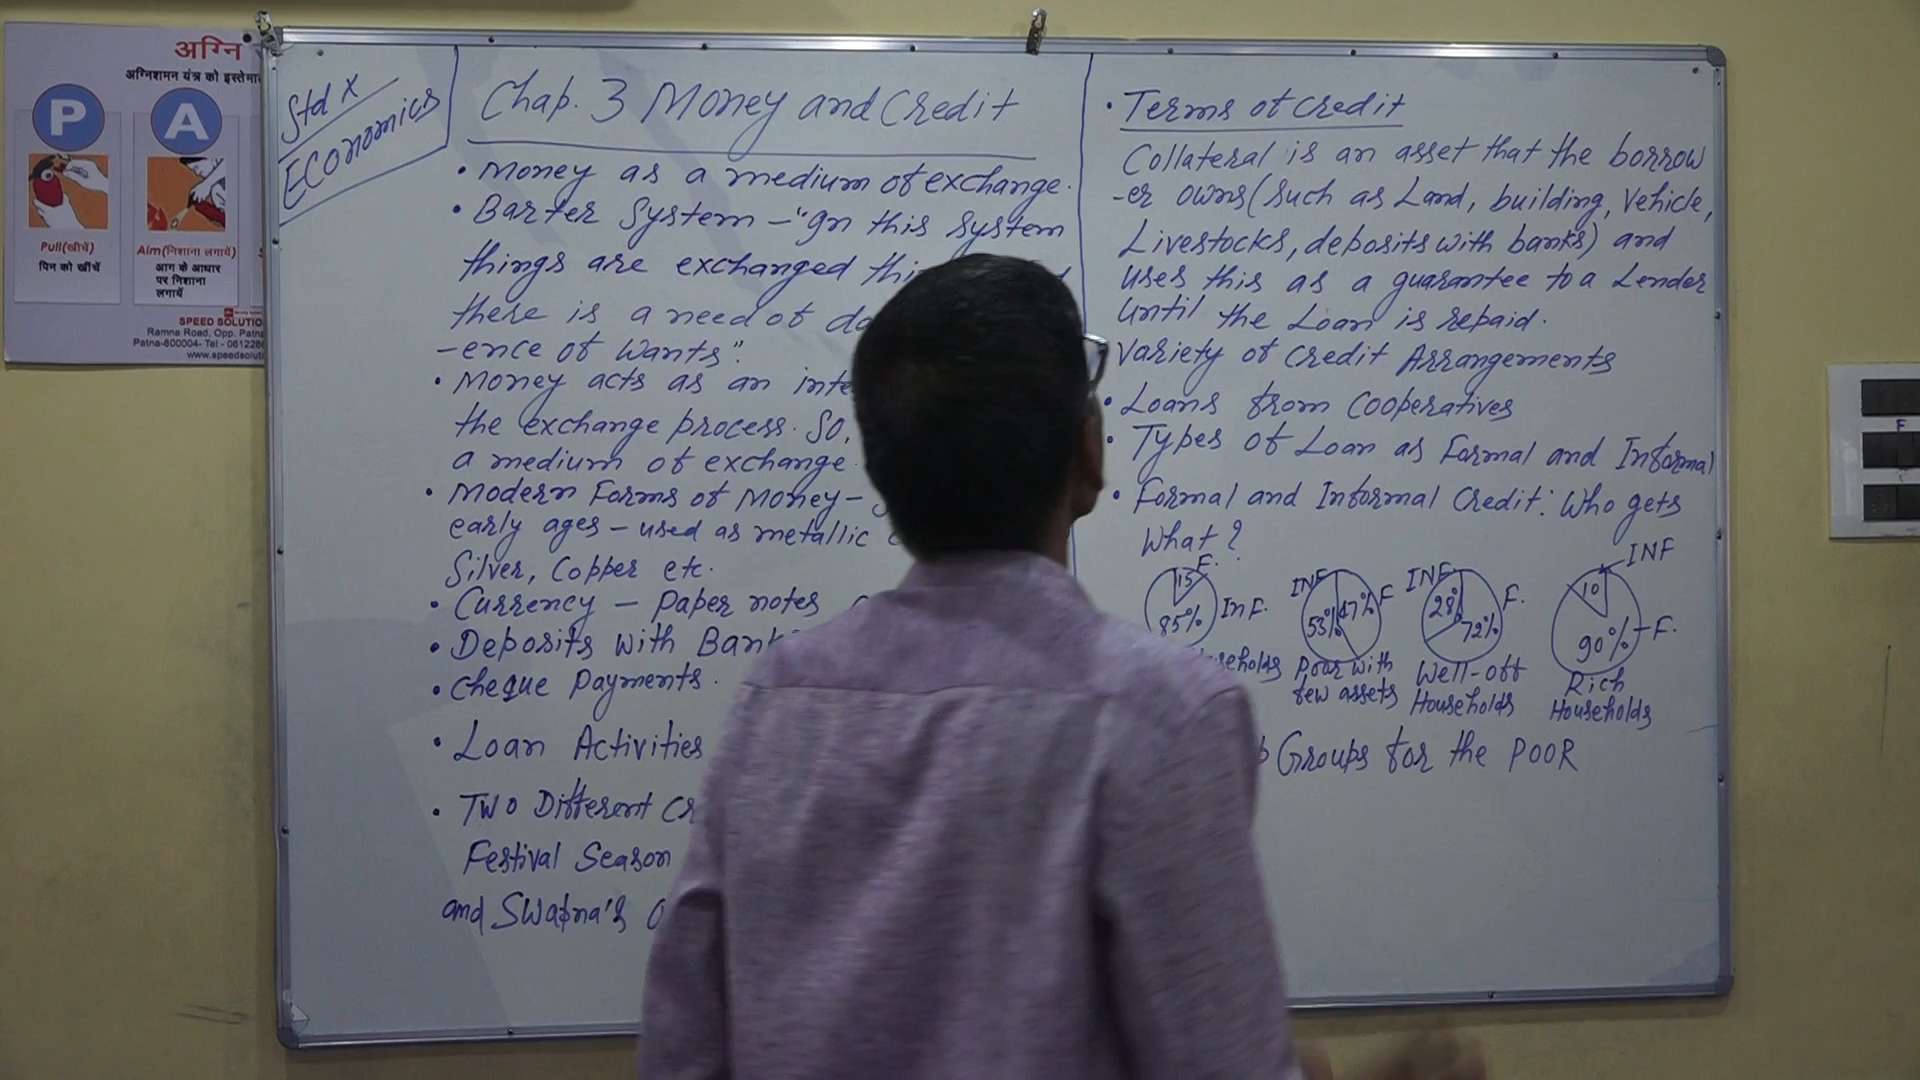 अग्नि
अग्निशमन यंत्र को
P
A
Pull(खींचें)
पिन को खींचें
Aim(निशाना लगायें)
आग के आधार
पर निशाना
लगायें
SPEED
Ramna Road, Opp.
Patna-800004- Tel -
Std X
Economics
Chap. 3 Money and Credit
• Money as a medium of exchange.
• Barter System – "In this system
things are exchanged
there is a need of
-ence of wants".
• Money acts as an
the exchange process. So,
a medium of exchange.
• Modern Forms of Money –
early ages – used as metallic
Silver, Copper etc.
• Currency – Paper notes
• Deposits with
• Cheque Payments.
• Loan Activities
• Two Different
Festival Season
and Swapna's
• Terms of Credit
Collateral is an asset that the borrow
-er owns (such as Land, building, Vehicle,
Livestocks, deposits with banks) and
uses this as a guarantee to a Lender
until the Loan is repaid.
Variety of Credit Arrangements
• Loans from Cooperatives
• Types of Loan as Formal and Informal
• Formal and Informal Credit: Who gets
What?
F.
15
85%
InF.
INF
53%
47%
F
Poor with
few assets
INF
28%
72%
F.
Well-off
Households
INF
10
90%
F.
Rich
Households
Groups for the POOR
F